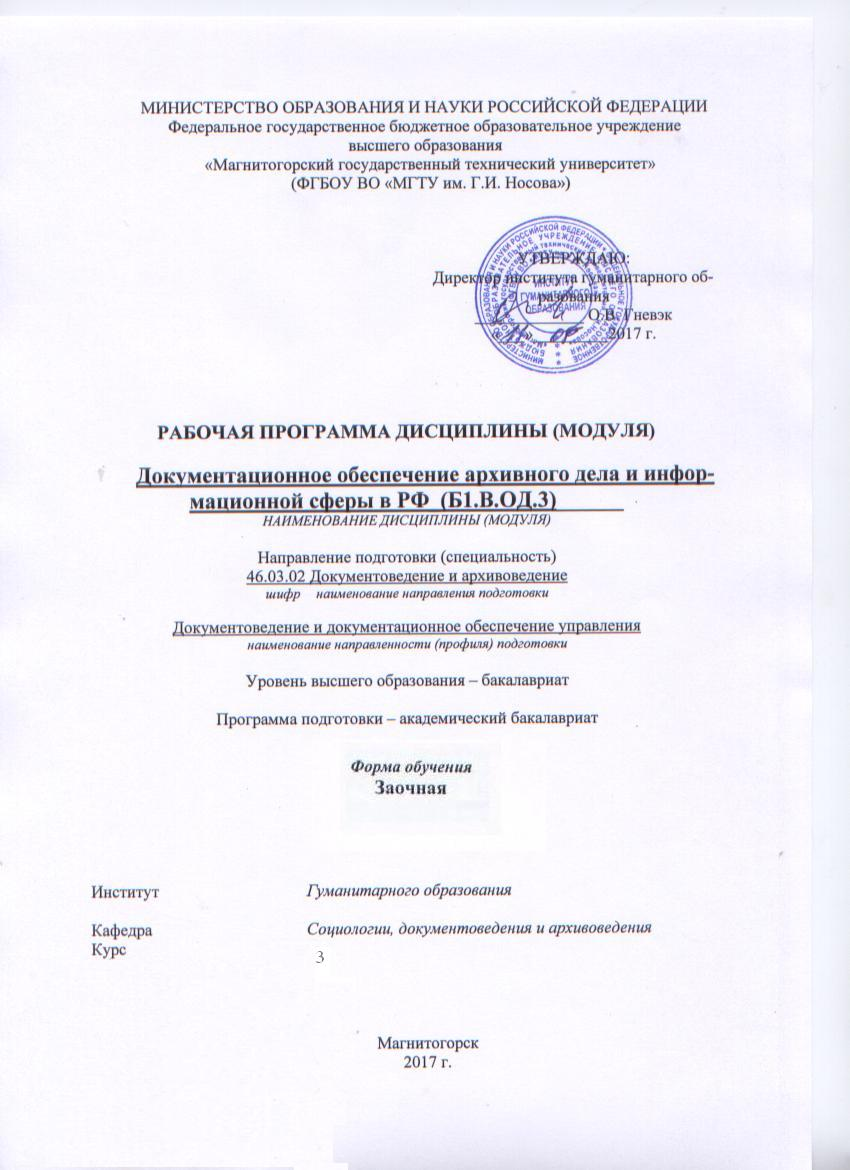 МИНИСТЕРСТВО ОБРАЗОВАНИЯ И НАУКИ РОССИЙСКОЙ ФЕДЕРАЦИИ
Федеральное государственное бюджетное образовательное учреждение
высшего образования
«Магнитогорский государственный технический университет»
(ФГБОУ ВО «МГТУ им. Г.И. Носова»)
УТВЕРЖДАЮ:
Директор института гуманитарного об-
разования
О.В. Гневэк
2017 г.
ИНСТИТУТ
ГУМАНИТАРНОГО
ОБРАЗОВАНИЯ
РАБОЧАЯ ПРОГРАММА ДИСЦИПЛИНЫ (МОДУЛЯ)
Документационное обеспечение архивного дела и инфор-
мационной сферы в РФ (Б1.В.ОД.3)
НАИМЕНОВАНИЕ ДИСЦИПЛИНЫ (МОДУЛЯ)
Направление подготовки (специальность)
46.03.02 Документоведение и архивоведение
шифр наименование направления подготовки
Документоведение и документационное обеспечение управления
наименование направленности (профиля) подготовки
Уровень высшего образования – бакалавриат
Программа подготовки – академический бакалавриат
Форма обучения
Заочная
Институт Гуманитарного образования
Кафедра Социологии, документоведения и архивоведения
Курс 3
Магнитогорск
2017 г.